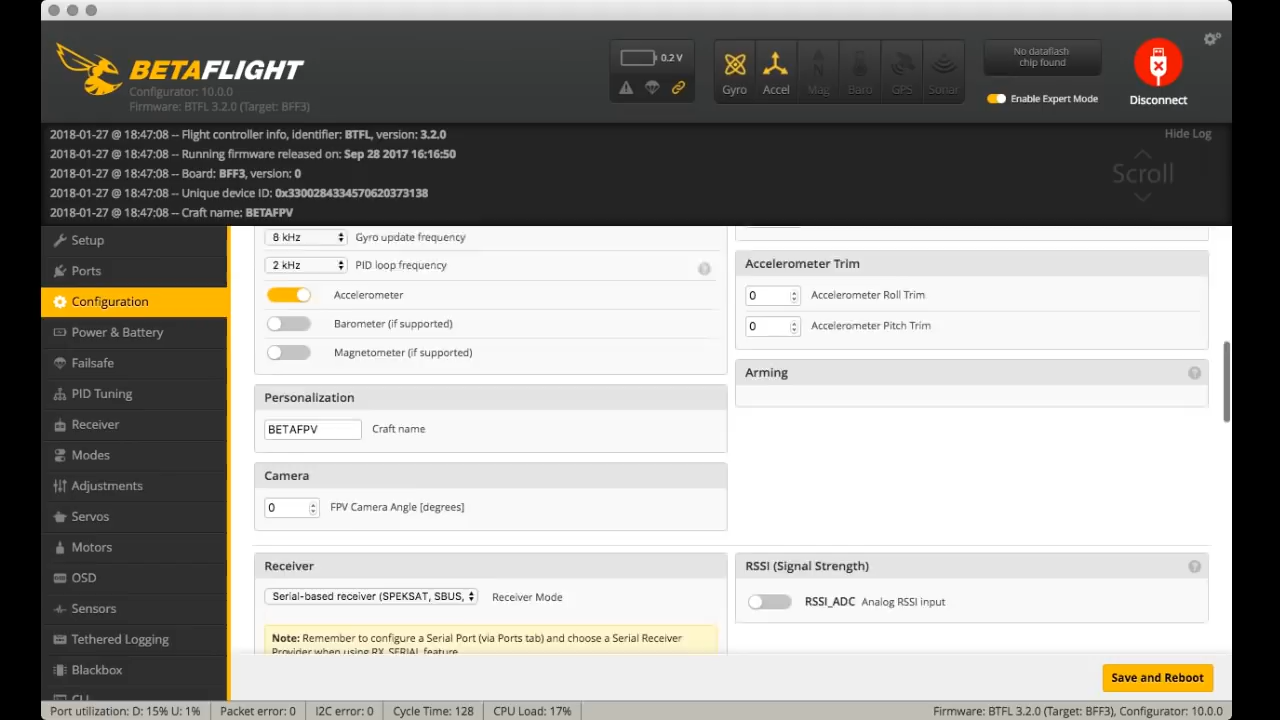 BETAFLIGHT
Configurator: 10.0.0
Firmware: BTFL 3.2.0 (Target: BFF3)
0.2 V
Gyro
Accel
Mag
Baro
GPS
Sonar
No dataflash
chip found
Enable Expert Mode
Disconnect
2018-01-27 @ 18:47:08 -- Flight controller info, identifier: BTFL, version: 3.2.0
2018-01-27 @ 18:47:08 -- Running firmware released on: Sep 28 2017 16:16:50
2018-01-27 @ 18:47:08 -- Board: BFF3, version: 0
2018-01-27 @ 18:47:08 -- Unique device ID: 0x3300284334570620373138
2018-01-27 @ 18:47:08 -- Craft name: BETAFPV
Hide Log
Scroll
Setup
Ports
Configuration
Power & Battery
Failsafe
PID Tuning
Receiver
Modes
Adjustments
Servos
Motors
OSD
Sensors
Tethered Logging
Blackbox
CLI
8 kHz Gyro update frequency
2 kHz PID loop frequency
Accelerometer
Barometer (if supported)
Magnetometer (if supported)
Personalization
BETAFPV Craft name
Camera
0 FPV Camera Angle [degrees]
Receiver
Serial-based receiver (SPEKSAT, SBUS, Receiver Mode
Note: Remember to configure a Serial Port (via Ports tab) and choose a Serial Receiver
Provider when using RX_SERIAL feature.
Accelerometer Trim
0 Accelerometer Roll Trim
0 Accelerometer Pitch Trim
Arming
RSSI (Signal Strength)
RSSI_ADC Analog RSSI input
Save and Reboot
Port utilization: D: 15% U: 1%
Packet error: 0
I2C error: 0
Cycle Time: 128
CPU Load: 17%
Firmware: BTFL 3.2.0 (Target: BFF3), Configurator: 10.0.0